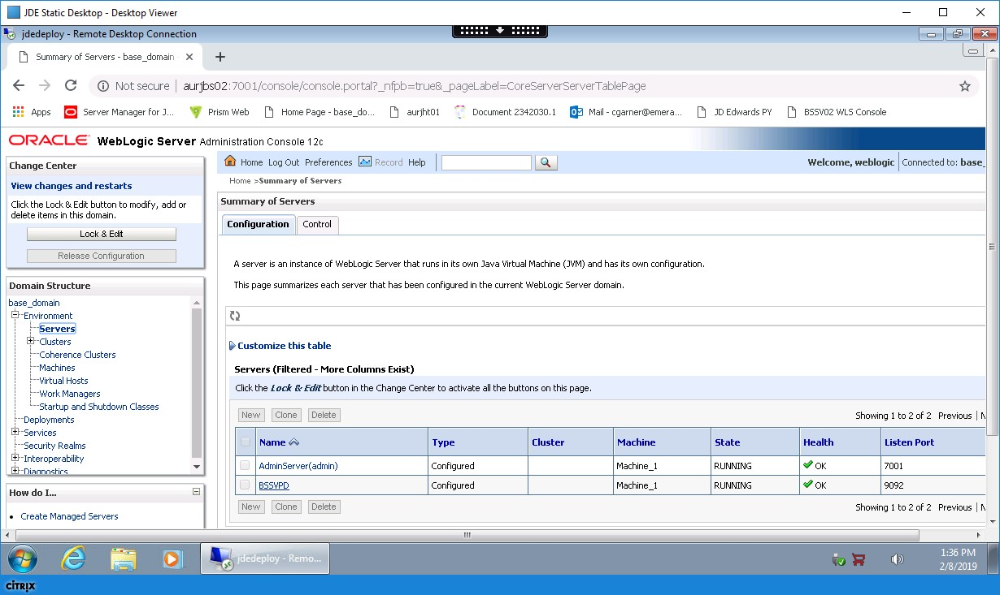 JDE Static Desktop - Desktop Viewer
jdedeploy - Remote Desktop Connection
Summary of Servers - base_domain
Not secure | aurjbs02:7001/console/console.portal?_nfpb=true&_pageLabel=CoreServerServerTablePage
Apps Server Manager for J... Prism Web Home Page - base_do... aurjht01 Document 2342030.1 Mail - cgarner@emera... JD Edwards PY BSSV02 WLS Console
ORACLE WebLogic Server Administration Console 12c
Change Center
View changes and restarts
Click the Lock & Edit button to modify, add or
delete items in this domain.
Lock & Edit
Release Configuration
Domain Structure
base_domain
Environment
Servers
Clusters
Coherence Clusters
Machines
Virtual Hosts
Work Managers
Startup and Shutdown Classes
Deployments
Services
Security Realms
Interoperability
Diagnostics
How do I...
Create Managed Servers
Home Log Out Preferences Record Help
Welcome, weblogic Connected to: base_
Home >Summary of Servers
Summary of Servers
Configuration Control
A server is an instance of WebLogic Server that runs in its own Java Virtual Machine (JVM) and has its own configuration.
This page summarizes each server that has been configured in the current WebLogic Server domain.
Customize this table
Servers (Filtered - More Columns Exist)
Click the Lock & Edit button in the Change Center to activate all the buttons on this page.
New Clone Delete Showing 1 to 2 of 2 Previous | N
Name Type Cluster Machine State Health Listen Port
AdminServer(admin) Configured Machine_1 RUNNING OK 7001
BSSVPD Configured Machine_1 RUNNING OK 9092
New Clone Delete Showing 1 to 2 of 2 Previous | N
jdedeploy - Remo...
1:36 PM
2/8/2019
CITRIX